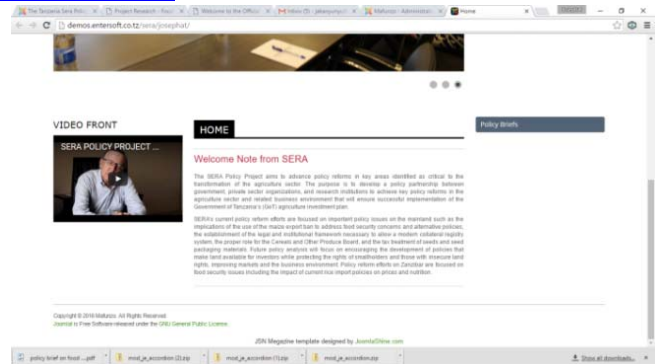 The Tanzania Sera Policy
Project Research - Food
Welcome to the Official
Mafunzo - Administrat
Home
demos.entersoft.co.tz/sera/josephat/
VIDEO FRONT
SERA POLICY PROJECT ...
HOME
Welcome Note from SERA
The SERA Policy Project aims to advance policy reforms in key areas identified as critical to the
transformation of the agriculture sector. The purpose is to develop a policy partnership between
government, private sector organizations, and research institutions to achieve key policy reforms in the
agriculture sector and related business environment that will ensure successful implementation of the
Government of Tanzania's (GoT) agriculture investment plan.
SERA's current policy reform efforts are focused on important policy issues on the mainland such as the
implications of the use of the maize export ban to address food security concerns and alternative policies,
the establishment of the legal and institutional framework necessary to allow a modern collateral registry
system, the proper role for the Cereals and Other Produce Board, and the tax treatment of seeds and seed
packaging materials. Future policy analysis will focus on encouraging the development of policies that
make land available for investors while protecting the rights of smallholders and those with insecure land
rights, improving markets and the business environment. Policy reform efforts on Zanzibar are focused on
food security issues including the impact of current rice import policies on prices and nutrition.
Policy Briefs
Copyright © 2016 Mafunzo. All Rights Reserved.
Joomla! is Free Software released under the GNU General Public License.
JSN Megazine template designed by JoomlaShine.com
policy brief on food ....pdf
mod_je_accordion (2).zip
mod_je_accordion (1).zip
mod_je_accordion.zip
Show all downloads...